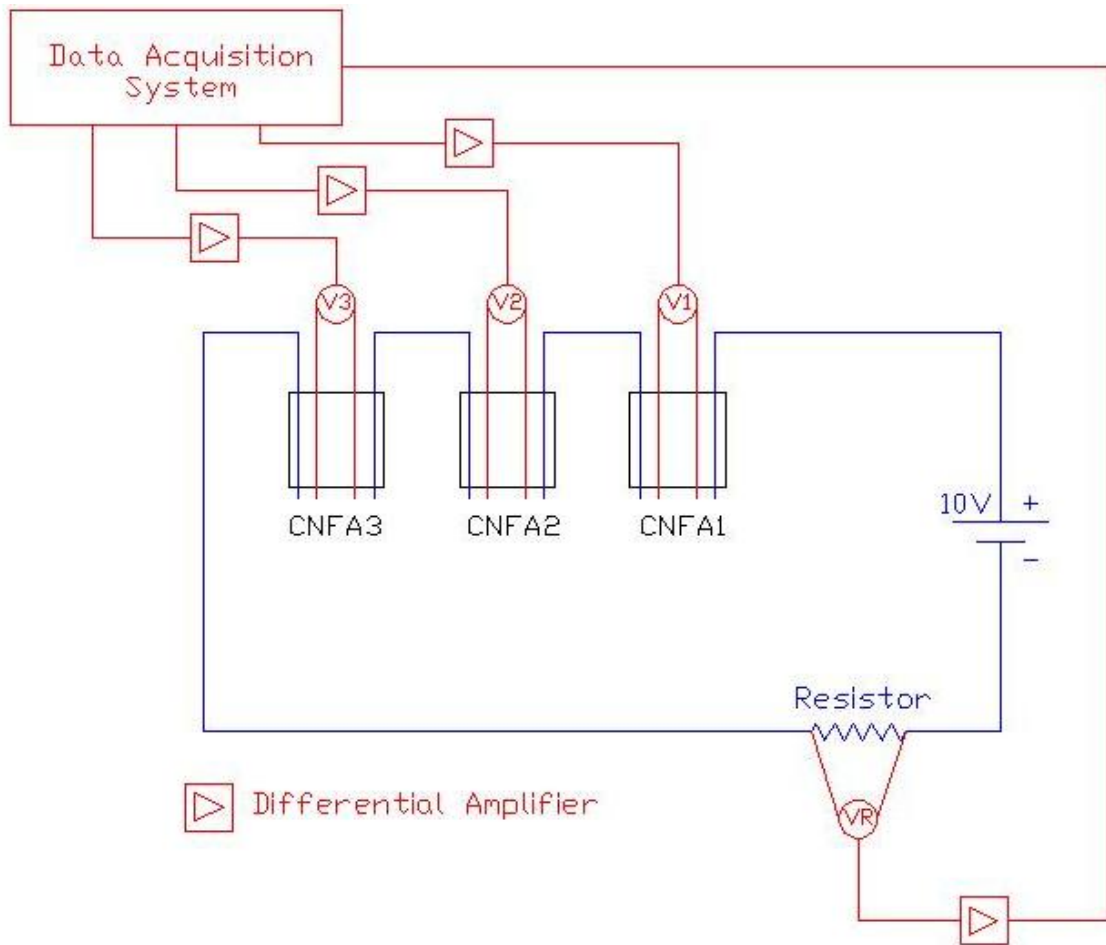 Data Acquisition
System
V3
V2
V1
CNFA3
CNFA2
CNFA1
10V
+
-
Resistor
VR
Differential Amplifier